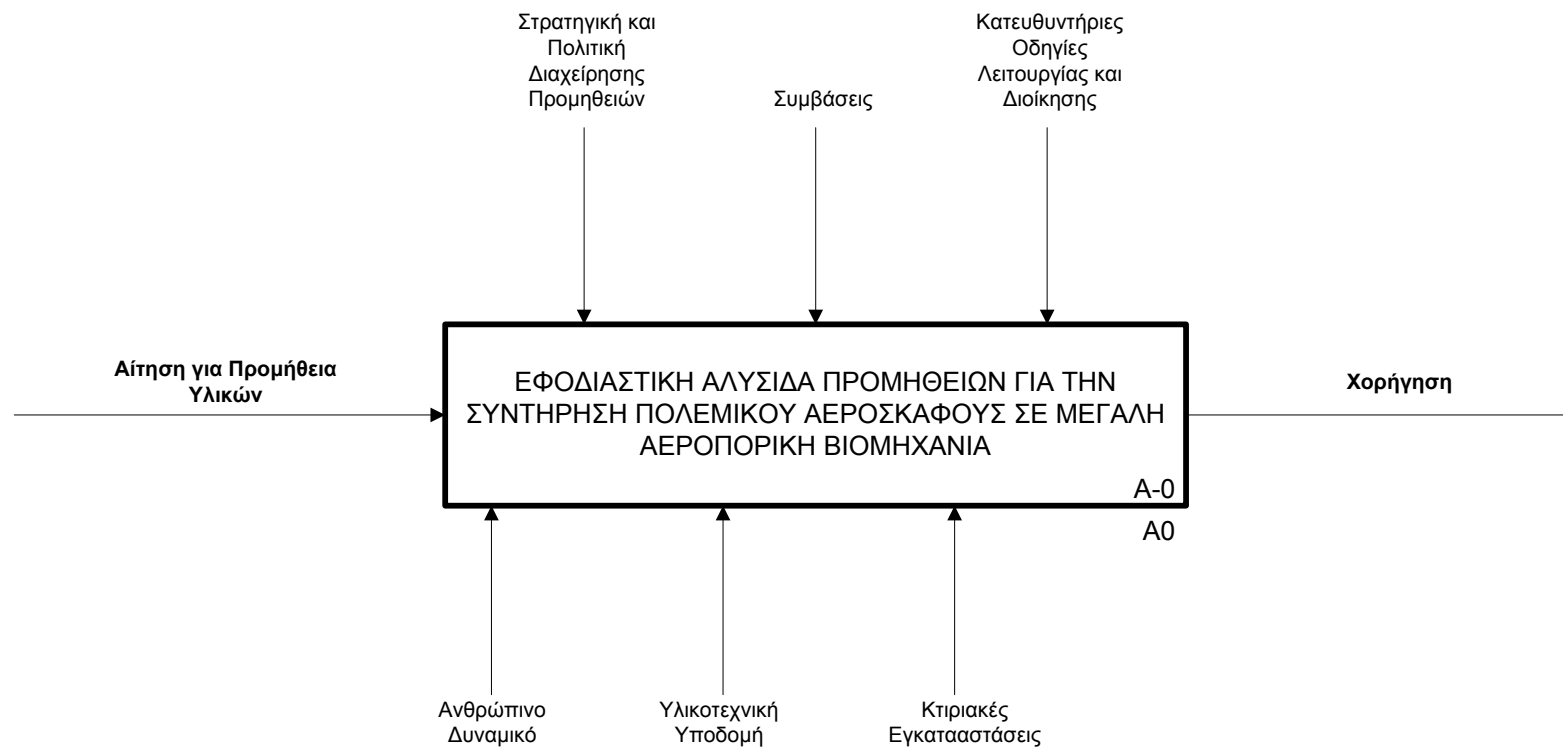 Στρατηγική και
Πολιτική
Διαχείρησης
Προμηθειών
Συμβάσεις
Κατευθυντήριες
Οδηγίες
Λειτουργίας και
Διοίκησης
Αίτηση για Προμήθεια
Υλικών
ΕΦΟΔΙΑΣΤΙΚΗ ΑΛΥΣΙΔΑ ΠΡΟΜΗΘΕΙΩΝ ΓΙΑ ΤΗΝ
ΣΥΝΤΗΡΗΣΗ ΠΟΛΕΜΙΚΟΥ ΑΕΡΟΣΚΑΦΟΥΣ ΣΕ ΜΕΓΑΛΗ
ΑΕΡΟΠΟΡΙΚΗ ΒΙΟΜΗΧΑΝΙΑ
A-0
A0
Χορήγηση
Ανθρώπινο
Δυναμικό
Υλικοτεχνική
Υποδομή
Κτιριακές
Εγκατααστάσεις